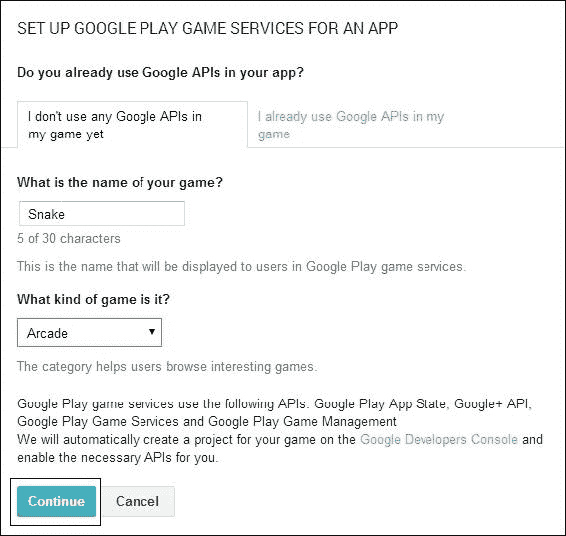 SET UP GOOGLE PLAY GAME SERVICES FOR AN APP
Do you already use Google APIs in your app?
I don't use any Google APIs in
my game yet
I already use Google APIs in my
game
What is the name of your game?
Snake
5 of 30 characters
This is the name that will be displayed to users in Google Play game services.
What kind of game is it?
Arcade
The category helps users browse interesting games.
Google Play game services use the following APIs. Google Play App State, Google+ API,
Google Play Game Services and Google Play Game Management
We will automatically create a project for your game on the Google Developers Console and
enable the necessary APIs for you.
Continue Cancel